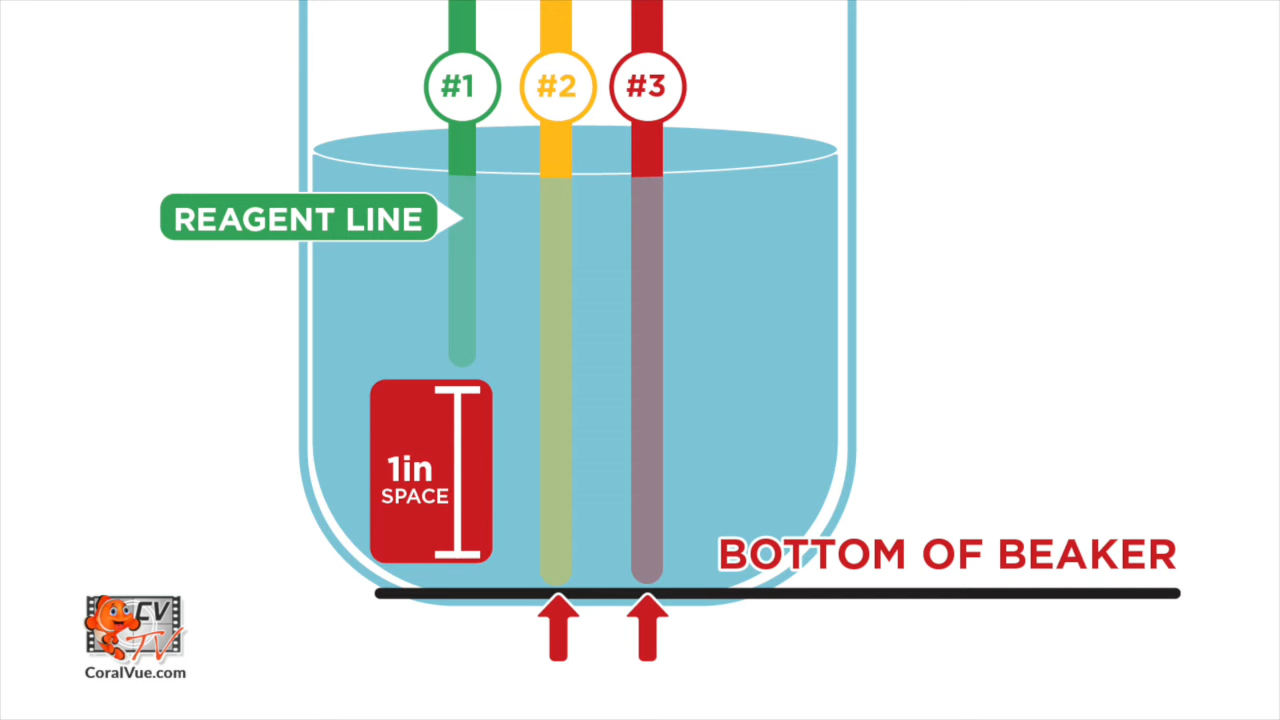 #1
#2
#3
REAGENT LINE
1in
SPACE
BOTTOM OF BEAKER
CV
TV
CoralVue.com